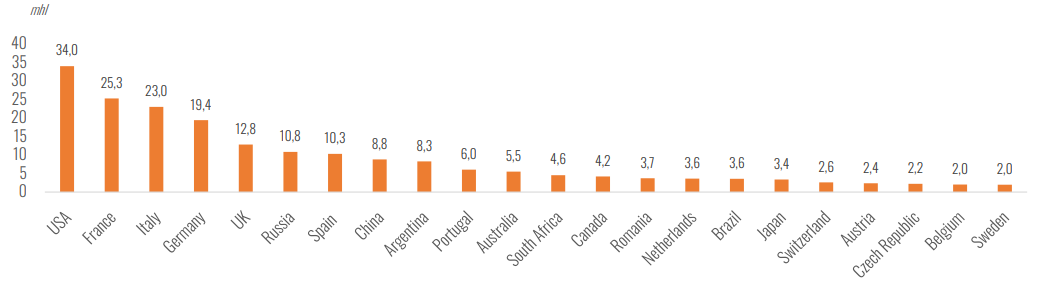 mhl
40
35
30
25
20
15
10
5
0
34,0
25,3
23,0
19,4
12,8
10,8
10,3
8,8
8,3
6,0
5,5
4,6
4,2
3,7
3,6
3,6
3,4
2,6
2,4
2,2
2,0
2,0
USA
France
Italy
Germany
UK
Russia
Spain
China
Argentina
Portugal
Australia
South Africa
Canada
Romania
Netherlands
Brazil
Japan
Switzerland
Austria
Czech Republic
Belgium
Sweden